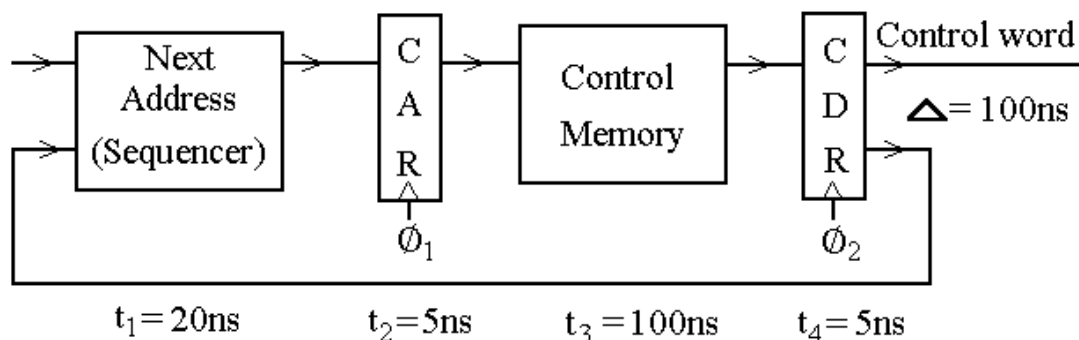 Next
Address
(Sequencer)
C
A
R
Ø₁
Control
Memory
C
D
R
Ø₂
Control word
Δ = 100ns
t₁ = 20ns
t₂ = 5ns
t₃ = 100ns
t₄ = 5ns